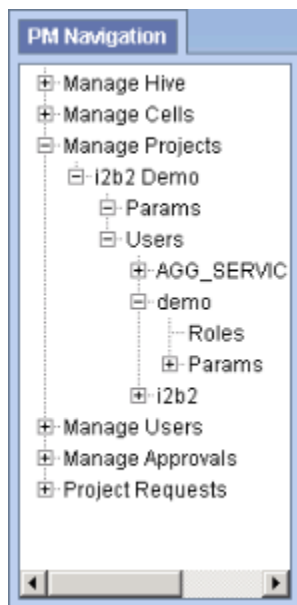 PM Navigation
Manage Hive
Manage Cells
Manage Projects
i2b2 Demo
Params
Users
AGG_SERVIC
demo
Roles
Params
i2b2
Manage Users
Manage Approvals
Project Requests